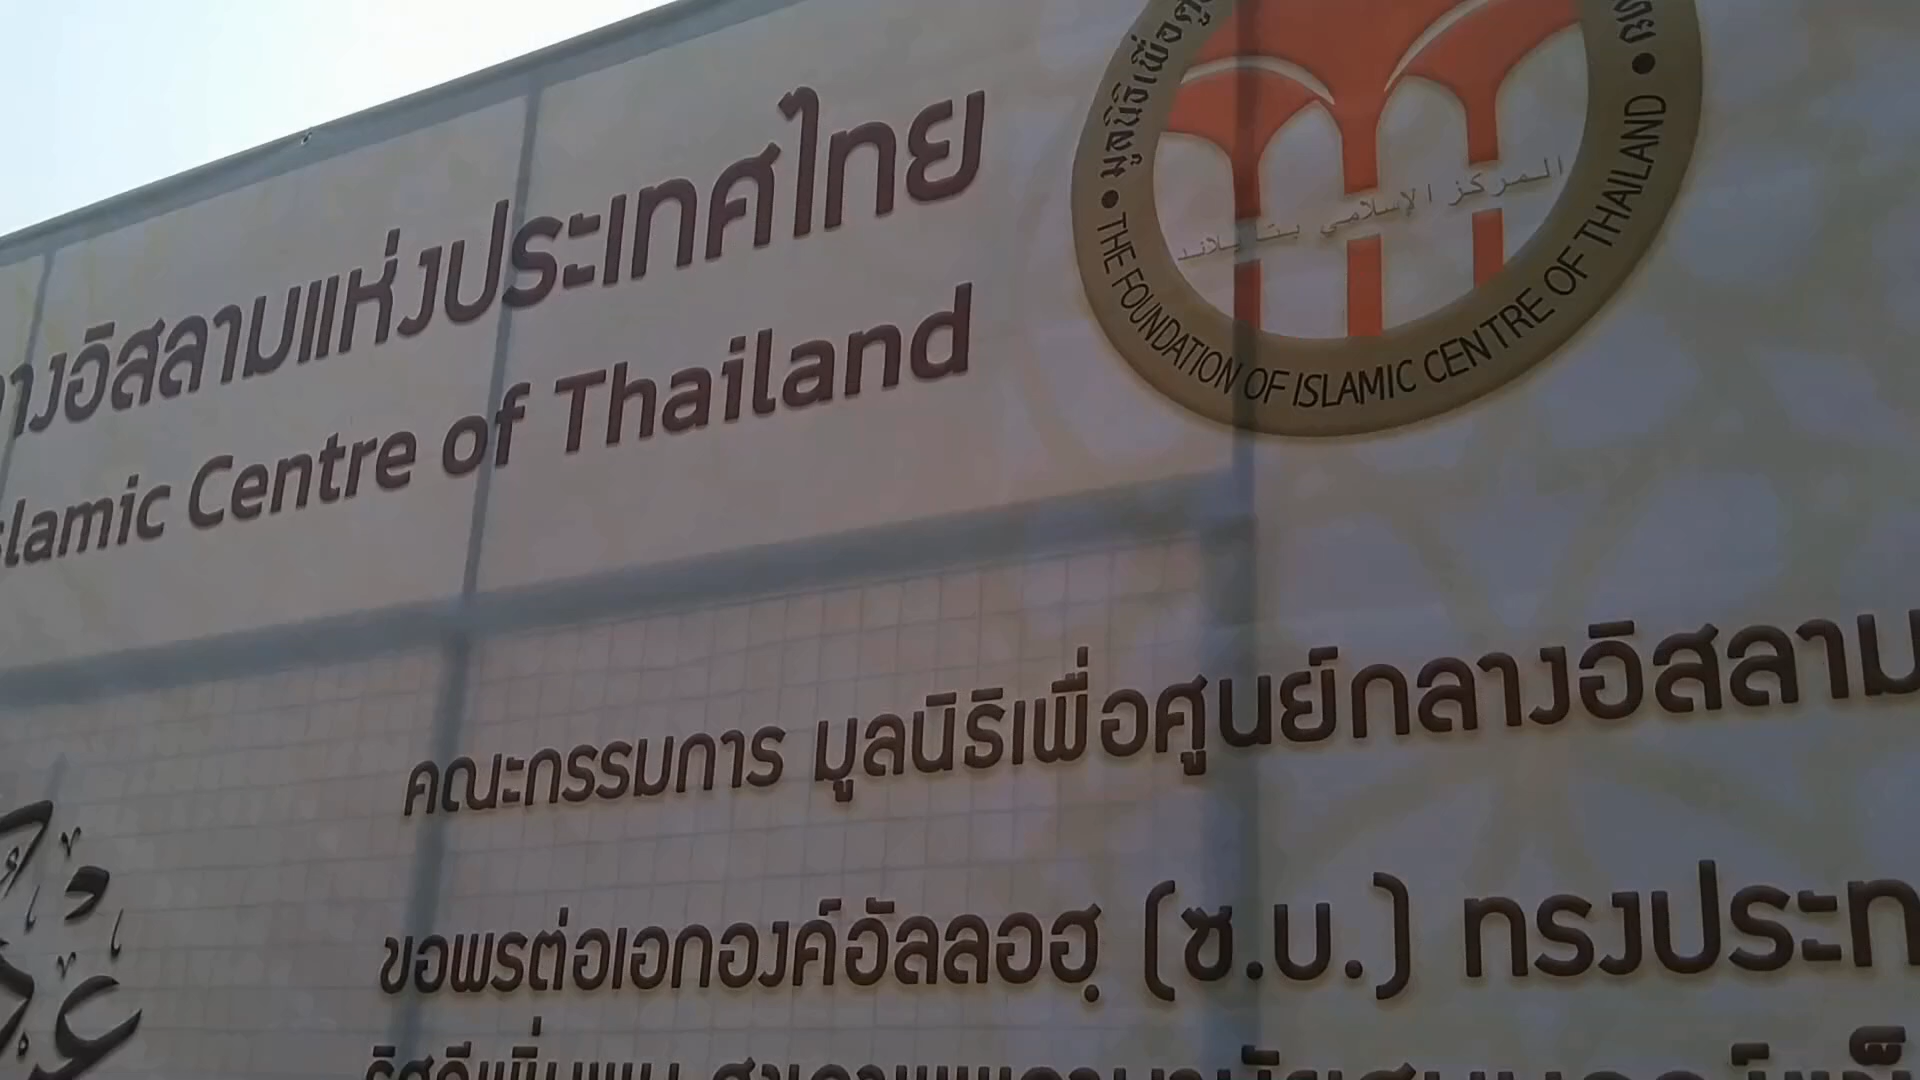 างอิสลามแห่งประเทศไทย
Islamic Centre of Thailand
มูลนิธิเพื่อ
THE FOUNDATION OF ISLAMIC CENTRE OF THAILAND
المركز الإسلامي بتايلاند
คณะกรรมการ มูลนิธิเพื่อศูนย์กลางอิสลาม
ขอพรต่อเอกองค์อัลลอฮฺ (ซ.บ.) ทรงประท